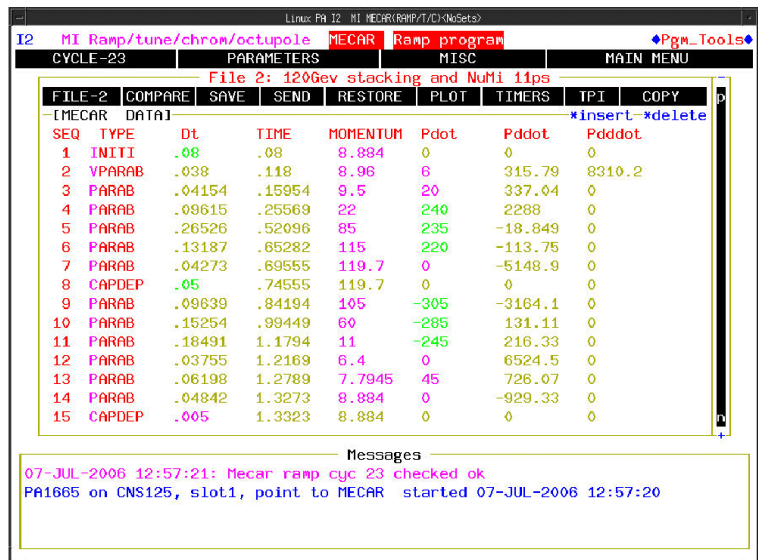 Linux PA I2 MI MECAR(RAMP/T/C)<NoSets>
I2 MI Ramp/tune/chrom/octupole MECAR Ramp program ◆Pgm_Tools◆
CYCLE-23 PARAMETERS MISC MAIN MENU
File 2: 120Gev stacking and NuMi 11ps
FILE-2 COMPARE SAVE SEND RESTORE PLOT TIMERS TPI COPY p
-[MECAR DATA]- *insert-*delete
SEQ TYPE Dt TIME MOMENTUM Pdot Pddot Pdddot
1 INITI .08 .08 8.884 0 0 0
2 VPARAB .038 .118 8.96 6 315.79 8310.2
3 PARAB .04154 .15954 9.5 20 337.04 0
4 PARAB .09615 .25569 22 240 2288 0
5 PARAB .26526 .52096 85 235 -18.849 0
6 PARAB .13187 .65282 115 220 -113.75 0
7 PARAB .04273 .69555 119.7 0 -5148.9 0
8 CAPDEP .05 .74555 119.7 0 0 0
9 PARAB .09639 .84194 105 -305 -3164.1 0
10 PARAB .15254 .99449 60 -285 131.11 0
11 PARAB .18491 1.1794 11 -245 216.33 0
12 PARAB .03755 1.2169 6.4 0 6524.5 0
13 PARAB .06198 1.2789 7.7945 45 726.07 0
14 PARAB .04842 1.3273 8.884 0 -929.33 0
15 CAPDEP .005 1.3323 8.884 0 0 0 n
Messages
07-JUL-2006 12:57:21: Mecar ramp cyc 23 checked ok
PA1665 on CNS125, slot1, point to MECAR started 07-JUL-2006 12:57:20